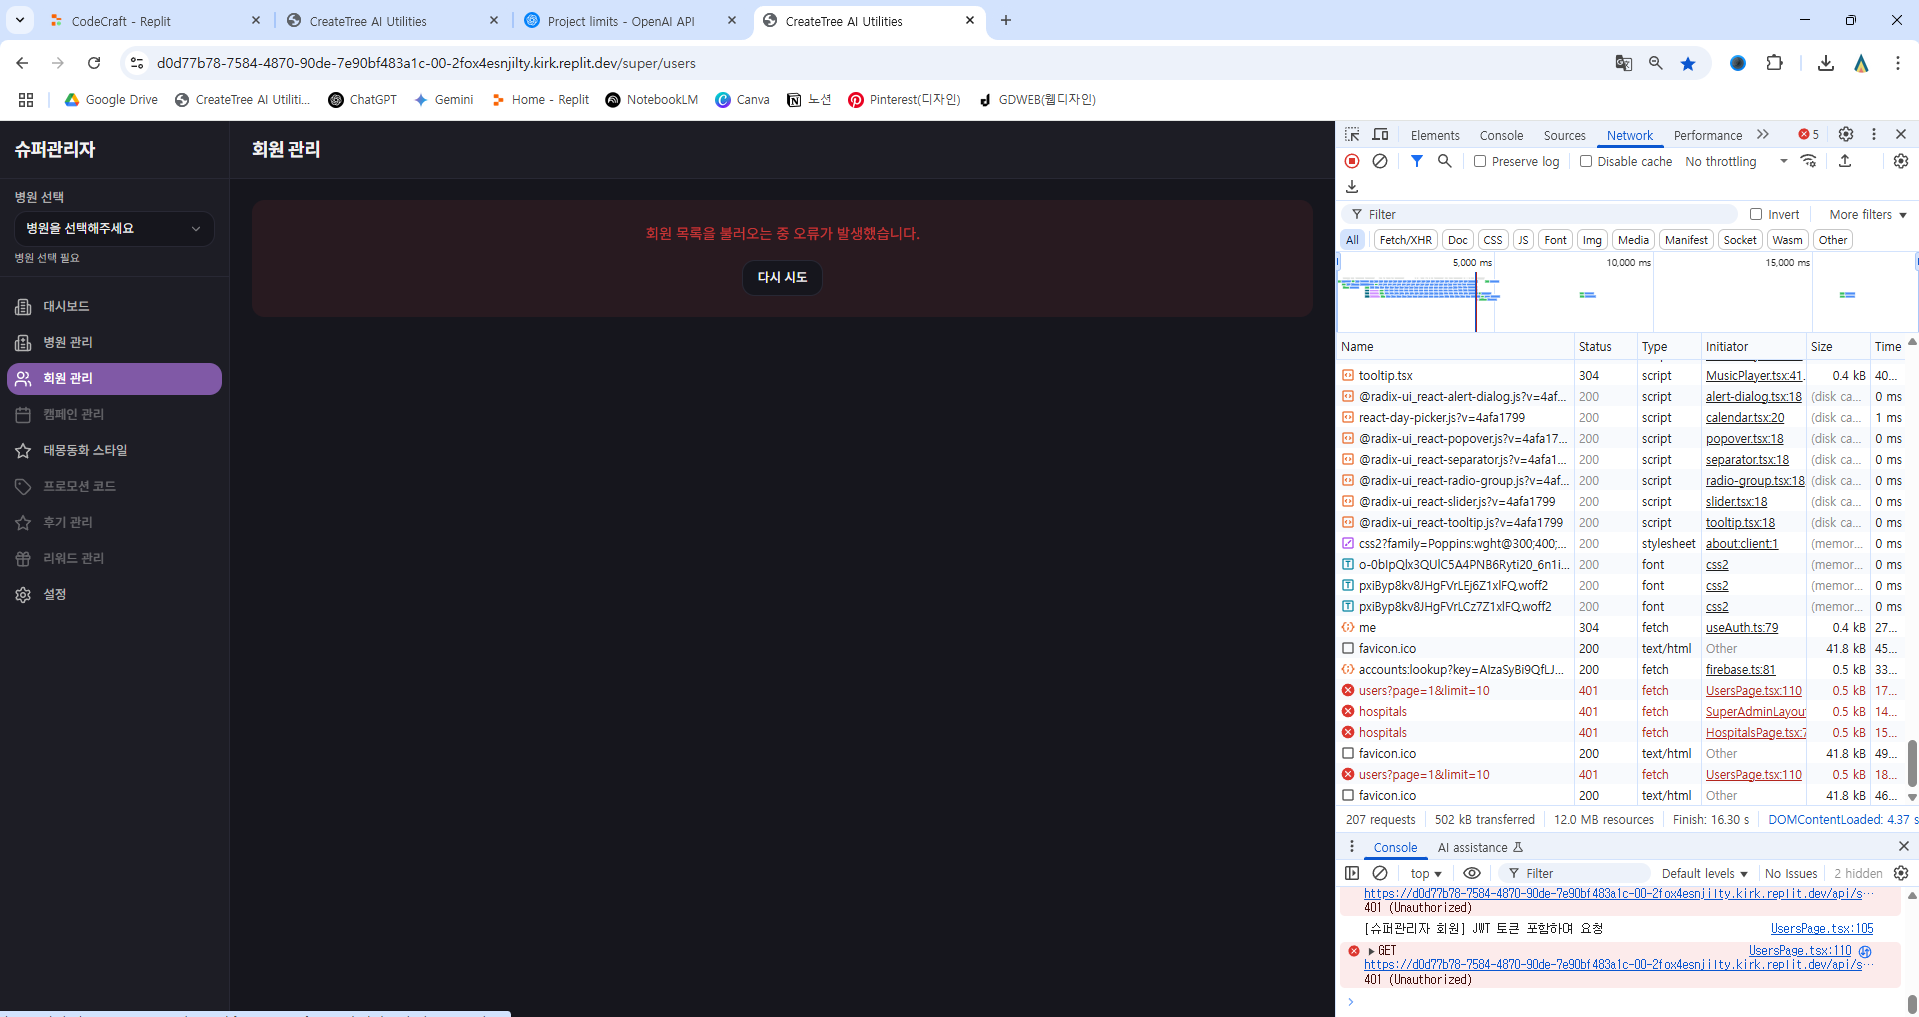 CodeCraft - Replit
CreateTree AI Utilities
Project limits - OpenAI API
CreateTree AI Utilities
d0d77b78-7584-4870-90de-7e90bf483a1c-00-2fox4esnjilty.kirk.replit.dev/super/users
Google Drive
CreateTree AI Utiliti...
ChatGPT
Gemini
Home - Replit
NotebookLM
Canva
노션
Pinterest(디자인)
GDWEB(웹디자인)
슈퍼관리자
병원 선택
병원을 선택해주세요
병원 선택 필요
대시보드
병원 관리
회원 관리
캠페인 관리
태몽동화 스타일
프로모션 코드
후기 관리
리워드 관리
설정
회원 관리
회원 목록을 불러오는 중 오류가 발생했습니다.
다시 시도
Elements Console Sources Network Performance 5
Preserve log Disable cache No throttling
Filter Invert More filters
All Fetch/XHR Doc CSS JS Font Img Media Manifest Socket Wasm Other
5,000 ms 10,000 ms 15,000 ms
Name Status Type Initiator Size Time
tooltip.tsx 304 script MusicPlayer.tsx:41. 0.4 kB 40...
@radix-ui_react-alert-dialog.js?v=4af... 200 script alert-dialog.tsx:18 (disk ca... 0 ms
react-day-picker.js?v=4afa1799 200 script calendar.tsx:20 (disk ca... 1 ms
@radix-ui_react-popover.js?v=4afa17... 200 script popover.tsx:18 (disk ca... 0 ms
@radix-ui_react-separator.js?v=4afa1... 200 script separator.tsx:18 (disk ca... 0 ms
@radix-ui_react-radio-group.js?v=4af... 200 script radio-group.tsx:18 (disk ca... 0 ms
@radix-ui_react-slider.js?v=4afa1799 200 script slider.tsx:18 (disk ca... 0 ms
@radix-ui_react-tooltip.js?v=4afa1799 200 script tooltip.tsx:18 (disk ca... 0 ms
css2?family=Poppins:wght@300;400;... 200 stylesheet about:client:1 (memor... 0 ms
o-0bIpQlx3QUlC5A4PNB6Ryti20_6n1i... 200 font css2 (memor... 0 ms
pxiByp8kv8JHgFVrLEj6Z1xlFQ.woff2 200 font css2 (memor... 0 ms
pxiByp8kv8JHgFVrLCz7Z1xlFQ.woff2 200 font css2 (memor... 0 ms
me 304 fetch useAuth.ts:79 0.4 kB 27...
favicon.ico 200 text/html Other 41.8 kB 45...
accounts:lookup?key=AIzaSyBi9QfLJ... 200 fetch firebase.ts:81 0.5 kB 33...
users?page=1&limit=10 401 fetch UsersPage.tsx:110 0.5 kB 17...
hospitals 401 fetch SuperAdminLayou 0.5 kB 14...
hospitals 401 fetch HospitalsPage.tsx:7 0.5 kB 15...
favicon.ico 200 text/html Other 41.8 kB 49...
users?page=1&limit=10 401 fetch UsersPage.tsx:110 0.5 kB 18...
favicon.ico 200 text/html Other 41.8 kB 46...
207 requests 502 kB transferred 12.0 MB resources Finish: 16.30 s DOMContentLoaded: 4.37 s
Console AI assistance
top Filter Default levels No Issues 2 hidden
https://d0d77b78-7584-4870-90de-7e90bf483a1c-00-2fox4esnjilty.kirk.replit.dev/api/s…
401 (Unauthorized)
[슈퍼관리자 회원] JWT 토큰 포함하여 요청 UsersPage.tsx:105
GET UsersPage.tsx:110
https://d0d77b78-7584-4870-90de-7e90bf483a1c-00-2fox4esnjilty.kirk.replit.dev/api/s…
401 (Unauthorized)